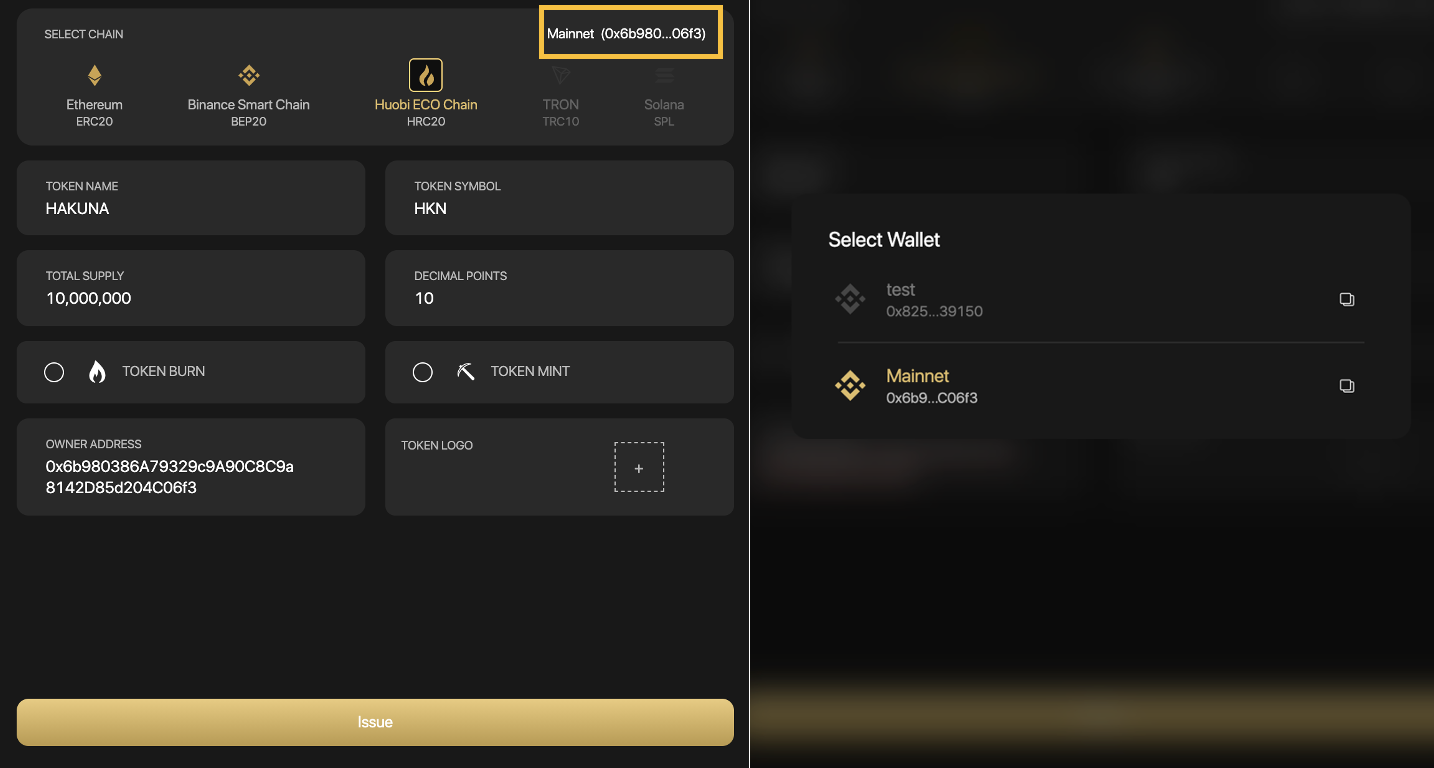 SELECT CHAIN
Mainnet (0x6b980...06f3)
Ethereum
ERC20
Binance Smart Chain
BEP20
Huobi ECO Chain
HRC20
TRON
TRC10
Solana
SPL
TOKEN NAME
HAKUNA
TOKEN SYMBOL
HKN
TOTAL SUPPLY
10,000,000
DECIMAL POINTS
10
TOKEN BURN
TOKEN MINT
OWNER ADDRESS
0x6b980386A79329c9A90C8C9a
8142D85d204C06f3
TOKEN LOGO
+
Issue
Select Wallet
test
0x825...39150
Mainnet
0x6b9...C06f3